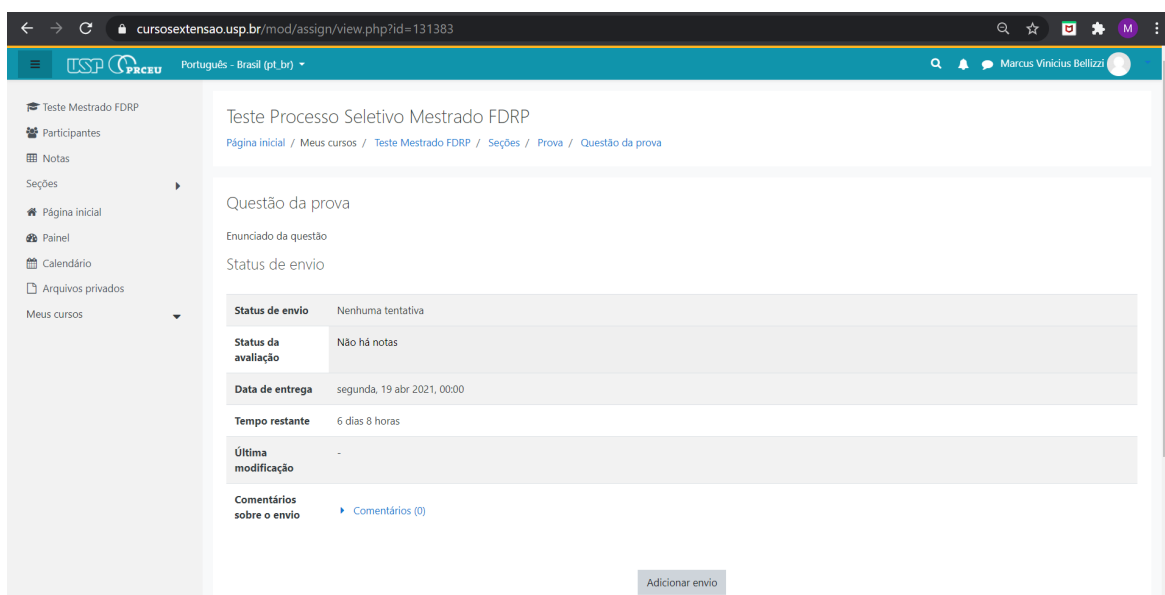 cursosextensao.usp.br/mod/assign/view.php?id=131383
M
USP PRCEU Português - Brasil (pt_br) Marcus Vinicius Bellizzi
Teste Mestrado FDRP
Participantes
Notas
Seções
Página inicial
Painel
Calendário
Arquivos privados
Meus cursos
Teste Processo Seletivo Mestrado FDRP
Página inicial / Meus cursos / Teste Mestrado FDRP / Seções / Prova / Questão da prova
Questão da prova
Enunciado da questão
Status de envio
Status de envio Nenhuma tentativa
Status da Não há notas
avaliação
Data de entrega segunda, 19 abr 2021, 00:00
Tempo restante 6 dias 8 horas
Última -
modificação
Comentários
sobre o envio Comentários (0)
Adicionar envio